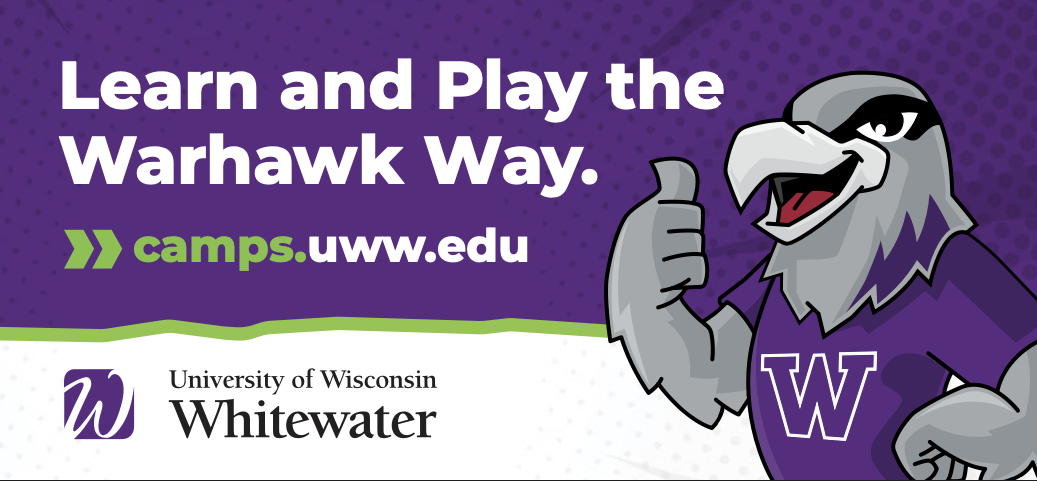 Learn and Play the
Warhawk Way.
camps.uww.edu
W
University of Wisconsin
Whitewater
W